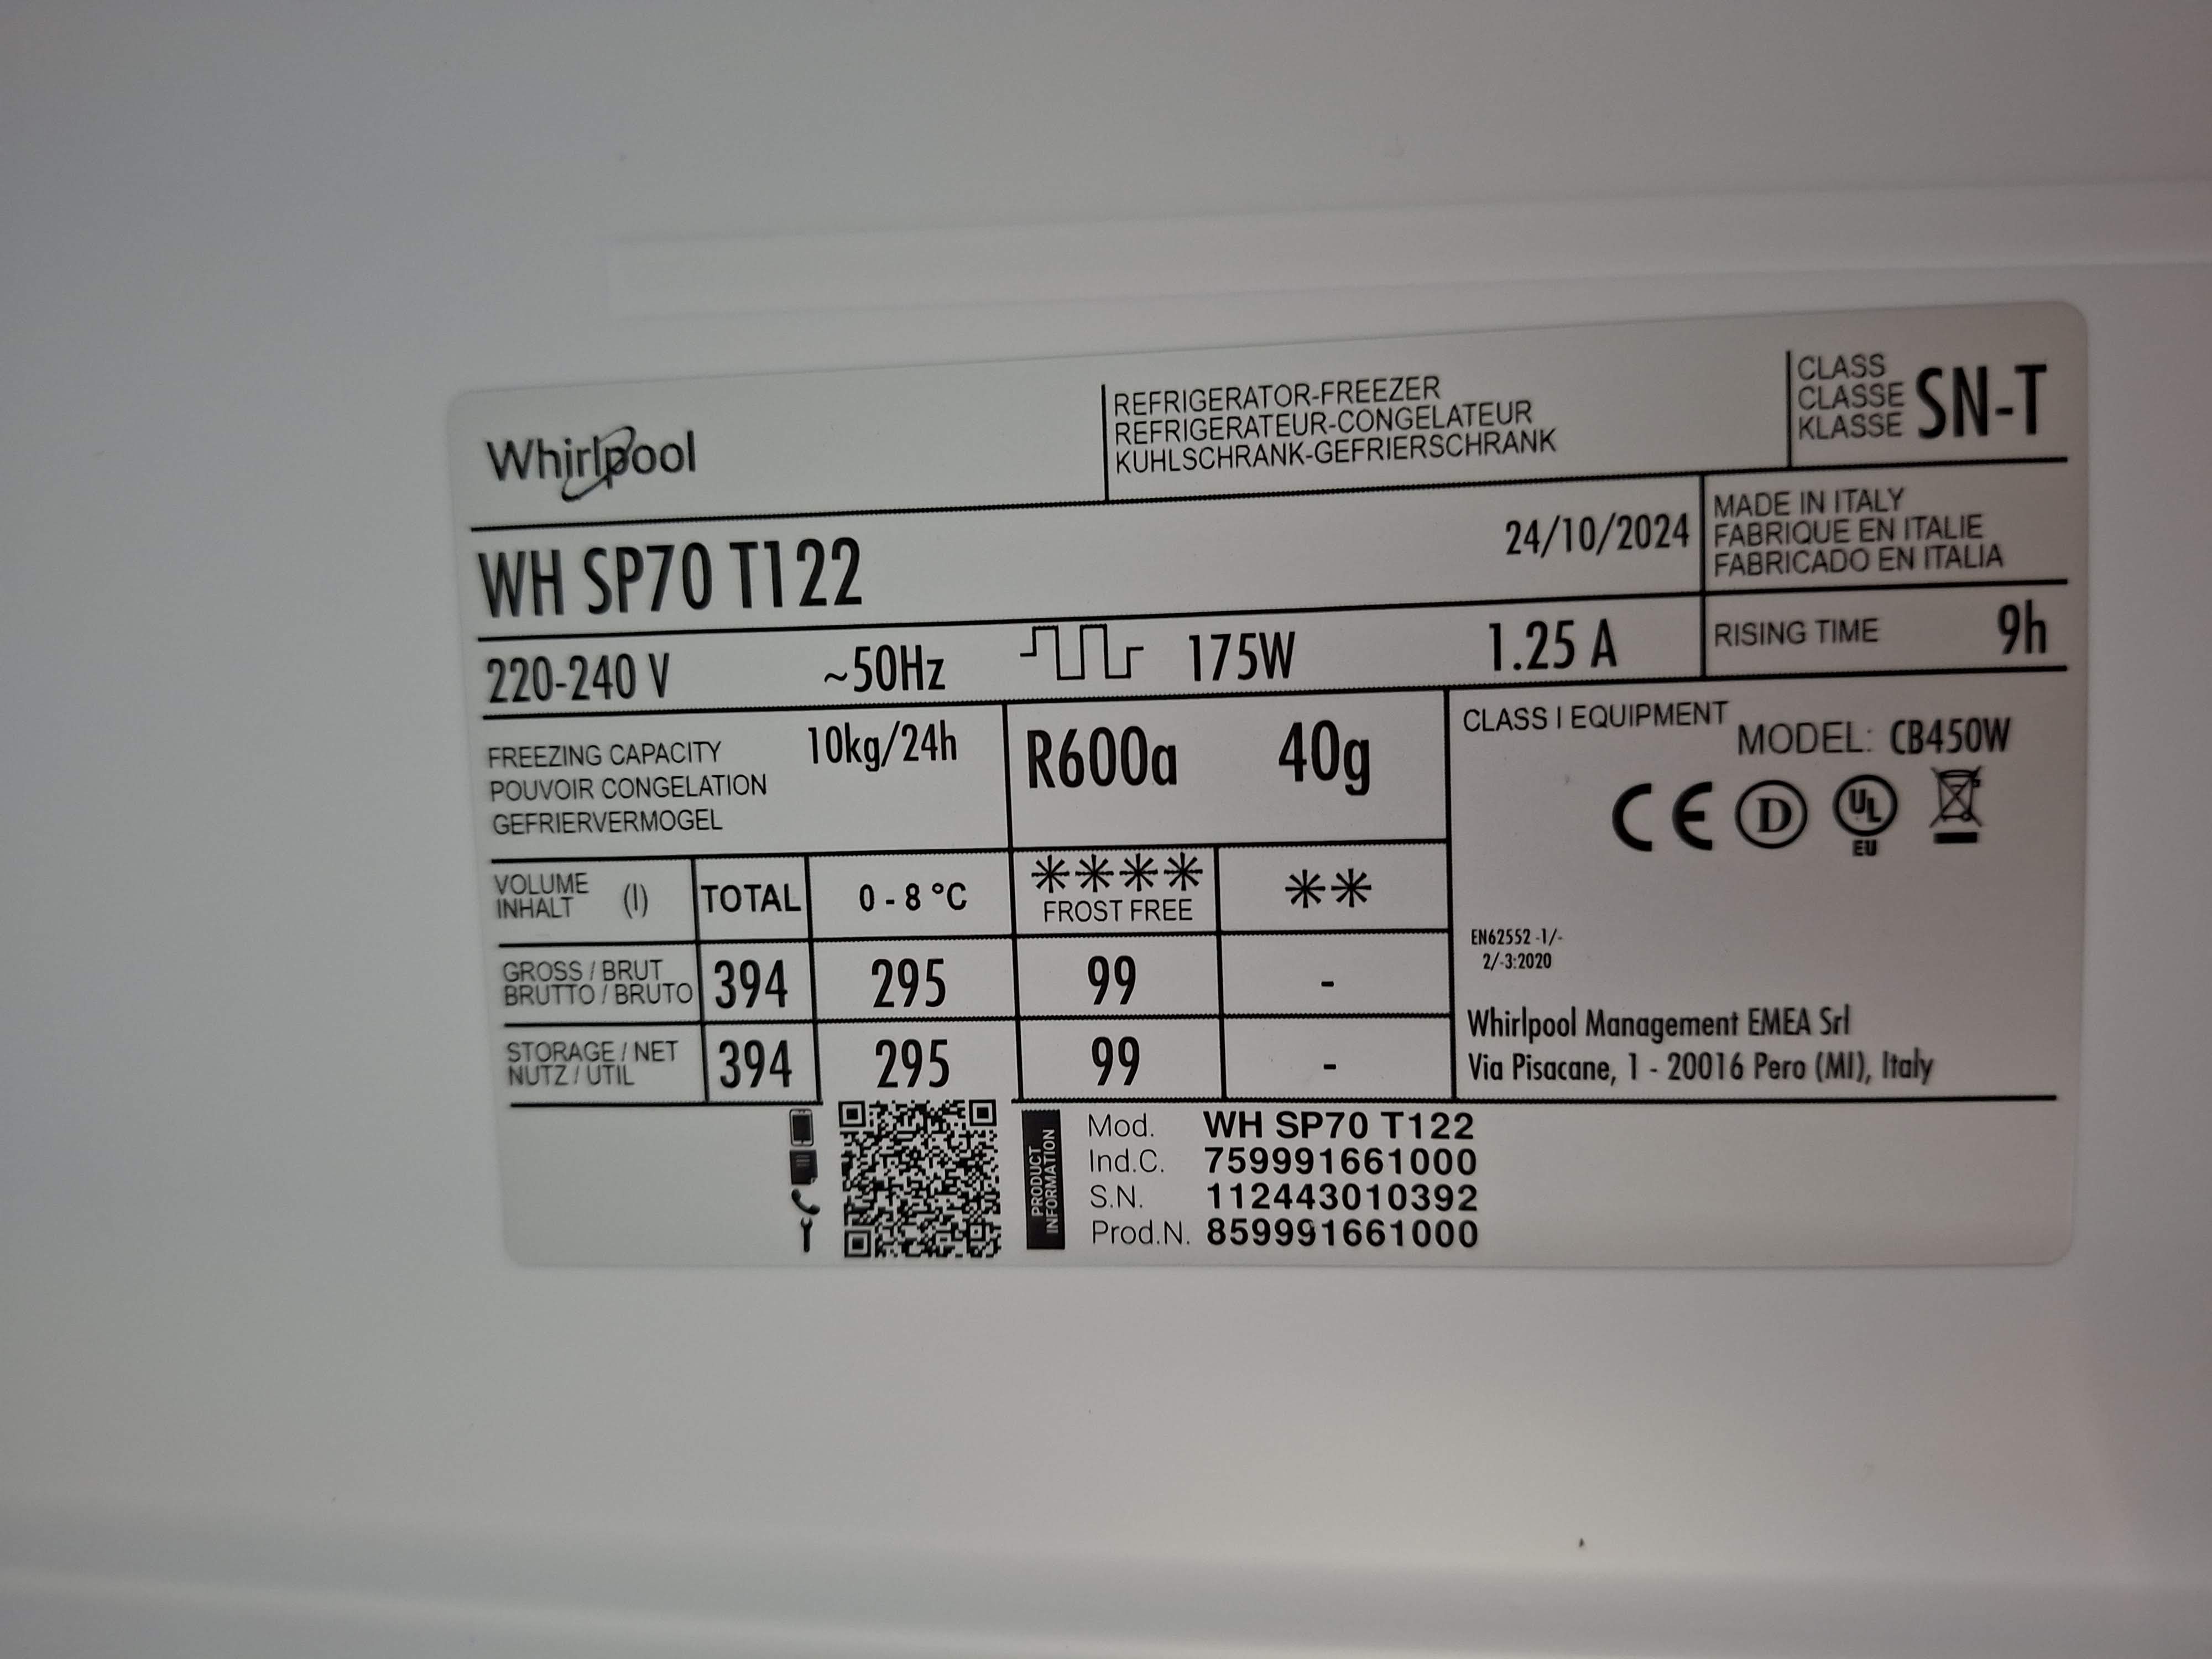 Whirlpool
REFRIGERATOR-FREEZER
REFRIGERATEUR-CONGELATEUR
KUHLSCHRANK-GEFRIERSCHRANK
CLASS
CLASSE
KLASSE
SN-T
WH SP70 T122
24/10/2024
MADE IN ITALY
FABRIQUE EN ITALIE
FABRICADO EN ITALIA
220-240 V ~50Hz 175W 1.25 A
RISING TIME 9h
FREEZING CAPACITY 10kg/24h
POUVOIR CONGELATION
GEFRIERVERMOGEL
R600a 40g
CLASS I EQUIPMENT
MODEL: CB450W
CE D UL
EU
VOLUME
INHALT (l)
TOTAL
0 - 8 °C
****
FROST FREE
**
GROSS / BRUT
BRUTTO / BRUTO
394 295 99 -
STORAGE / NET
NUTZ / UTIL
394 295 99 -
EN62552 -1/-
2/-3:2020
Whirlpool Management EMEA Srl
Via Pisacane, 1 - 20016 Pero (MI), Italy
PRODUCT
INFORMATION
Mod. WH SP70 T122
Ind.C. 759991661000
S.N. 112443010392
Prod.N. 859991661000